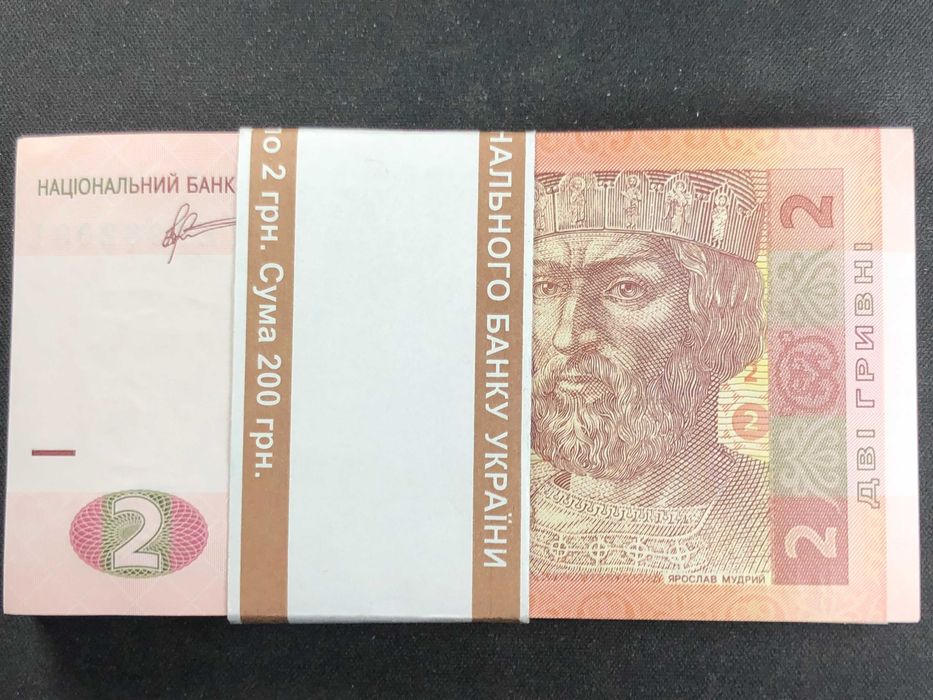 НАЦІОНАЛЬНИЙ БАНК
2
по 2 грн. Сума 200 грн.
НАЛЬНОГО БАНКУ УКРАЇНИ
2
2
2
ДВІ ГРИВНІ
2
ЯРОСЛАВ МУДРИЙ